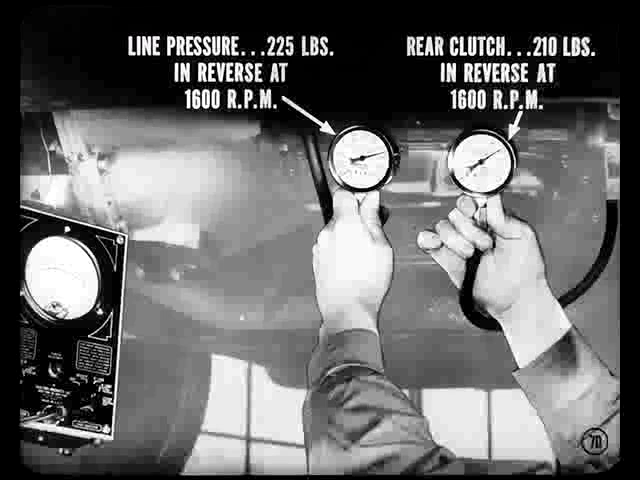 LINE PRESSURE...225 LBS.
IN REVERSE AT
1600 R.P.M.
REAR CLUTCH...210 LBS.
IN REVERSE AT
1600 R.P.M.
70